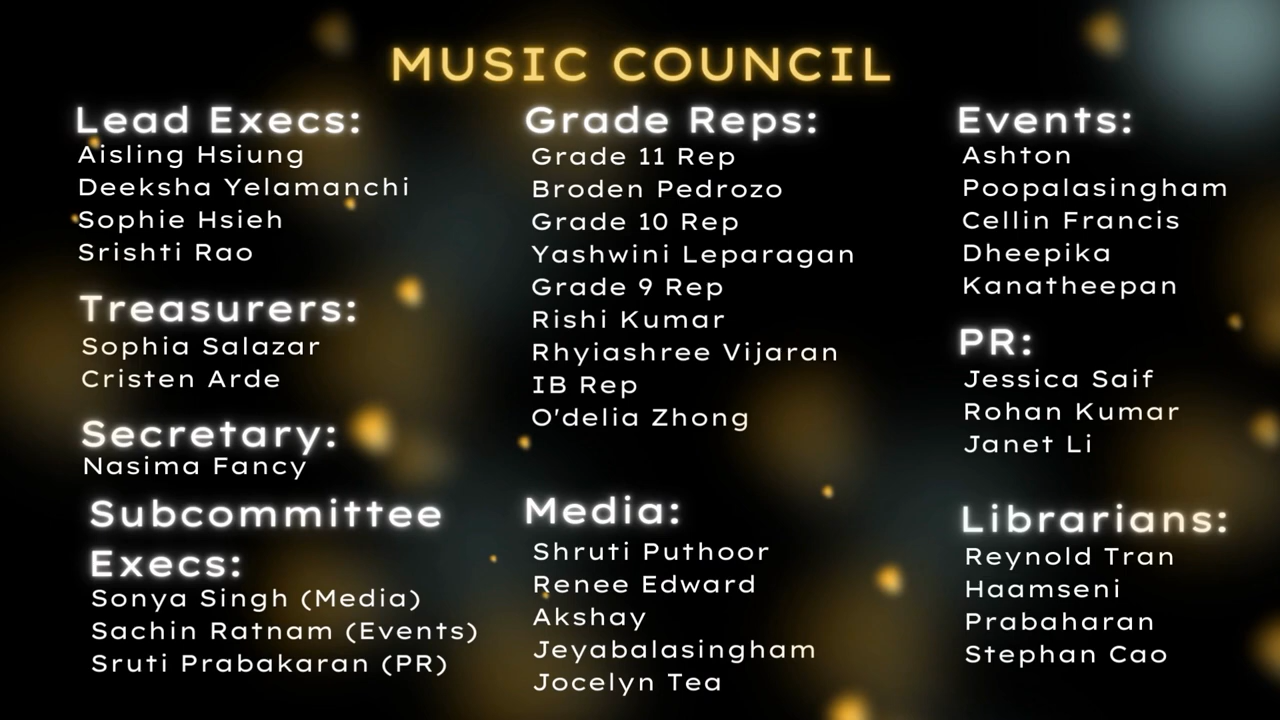 MUSIC COUNCIL
Lead Execs:
Aisling Hsiung
Deeksha Yelamanchi
Sophie Hsieh
Srishti Rao
Treasurers:
Sophia Salazar
Cristen Arde
Secretary:
Nasima Fancy
Subcommittee
Execs:
Sonya Singh (Media)
Sachin Ratnam (Events)
Sruti Prabakaran (PR)
Grade Reps:
Grade 11 Rep
Broden Pedrozo
Grade 10 Rep
Yashwini Leparagan
Grade 9 Rep
Rishi Kumar
Rhyiashree Vijaran
IB Rep
O'delia Zhong
Media:
Shruti Puthoor
Renee Edward
Akshay
Jeyabalasingham
Jocelyn Tea
Events:
Ashton
Poopalasingham
Cellin Francis
Dheepika
Kanatheepan
PR:
Jessica Saif
Rohan Kumar
Janet Li
Librarians:
Reynold Tran
Haamseni
Prabaharan
Stephan Cao